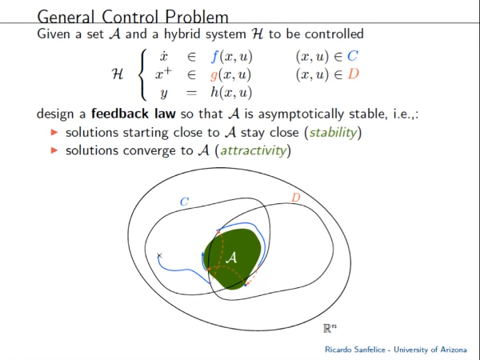 General Control Problem
Given a set 𝒜 and a hybrid system ℋ to be controlled
ℋ { ẋ ∈ f(x, u) (x, u) ∈ C
x⁺ ∈ g(x, u) (x, u) ∈ D
y = h(x, u)
design a feedback law so that 𝒜 is asymptotically stable, i.e.,:
▶ solutions starting close to 𝒜 stay close (stability)
▶ solutions converge to 𝒜 (attractivity)
C D
𝒜
ℝⁿ
Ricardo Sanfelice - University of Arizona